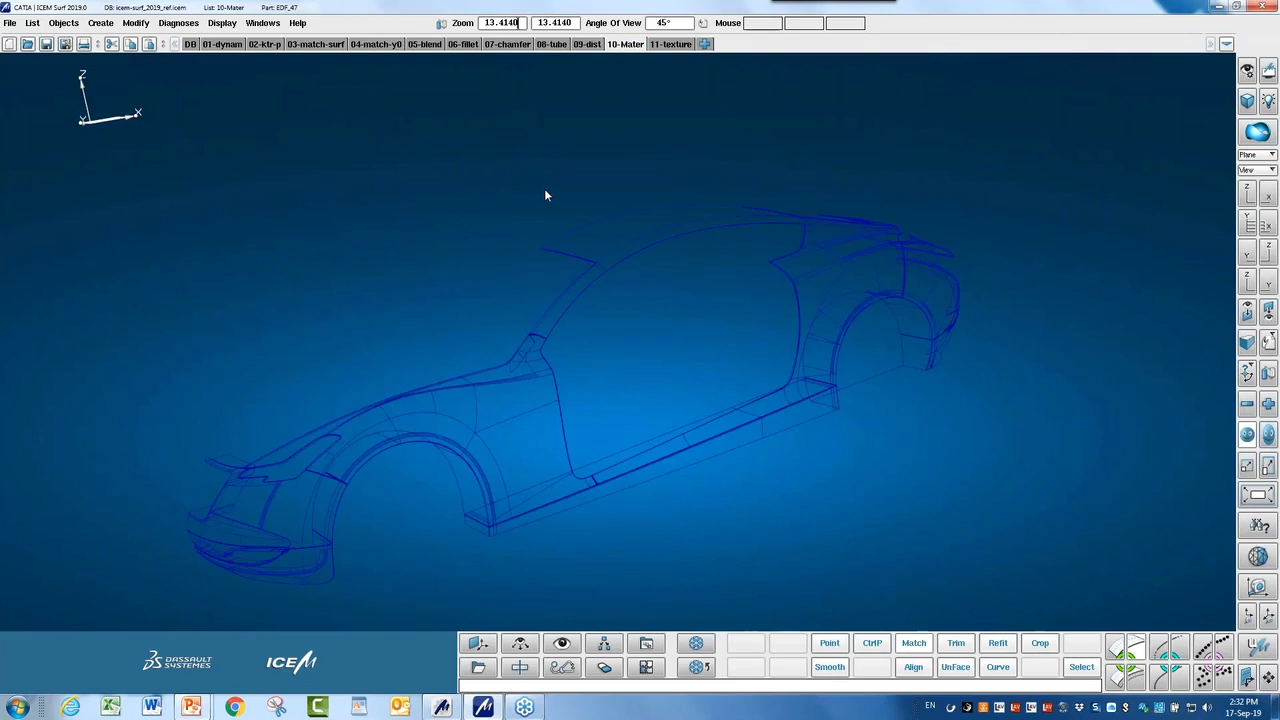 CATIA | ICEM Surf 2019.0 DB: icem-surf_2019_ref.icem List: 10-Mater Part: EDF_47
File List Objects Create Modify Diagnoses Display Windows Help Zoom 13.4140 13.4140 Angle Of View 45° Mouse
DB 01-dynam 02-ktr-p 03-match-surf 04-match-y0 05-blend 06-fillet 07-chamfer 08-tube 09-dist 10-Mater 11-texture
Z
X
Y
Plane
View
Z X
Y X
Y Z
Z Y
Point CtrlP Match Trim Refit Crop
Smooth Align UnFace Curve Select
DASSAULT SYSTEMES ICEM
EN 2:32 PM
17-Sep-19